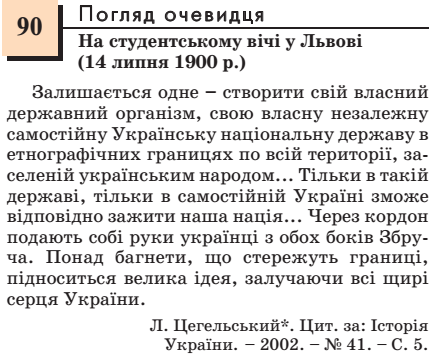 90
Погляд очевидця
На студентському вічі у Львові
(14 липня 1900 р.)
Залишається одне – створити свій власний
державний організм, свою власну незалежну
самостійну Українську національну державу в
етнографічних границях по всій території, за-
селеній українським народом... Тільки в такій
державі, тільки в самостійній Україні зможе
відповідно зажити наша нація... Через кордон
подають собі руки українці з обох боків Збру-
ча. Понад багнети, що стережуть границі,
підноситься велика ідея, залучаючи всі щирі
серця України.
Л. Цегельський*. Цит. за: Історія
України. – 2002. – № 41. – С. 5.